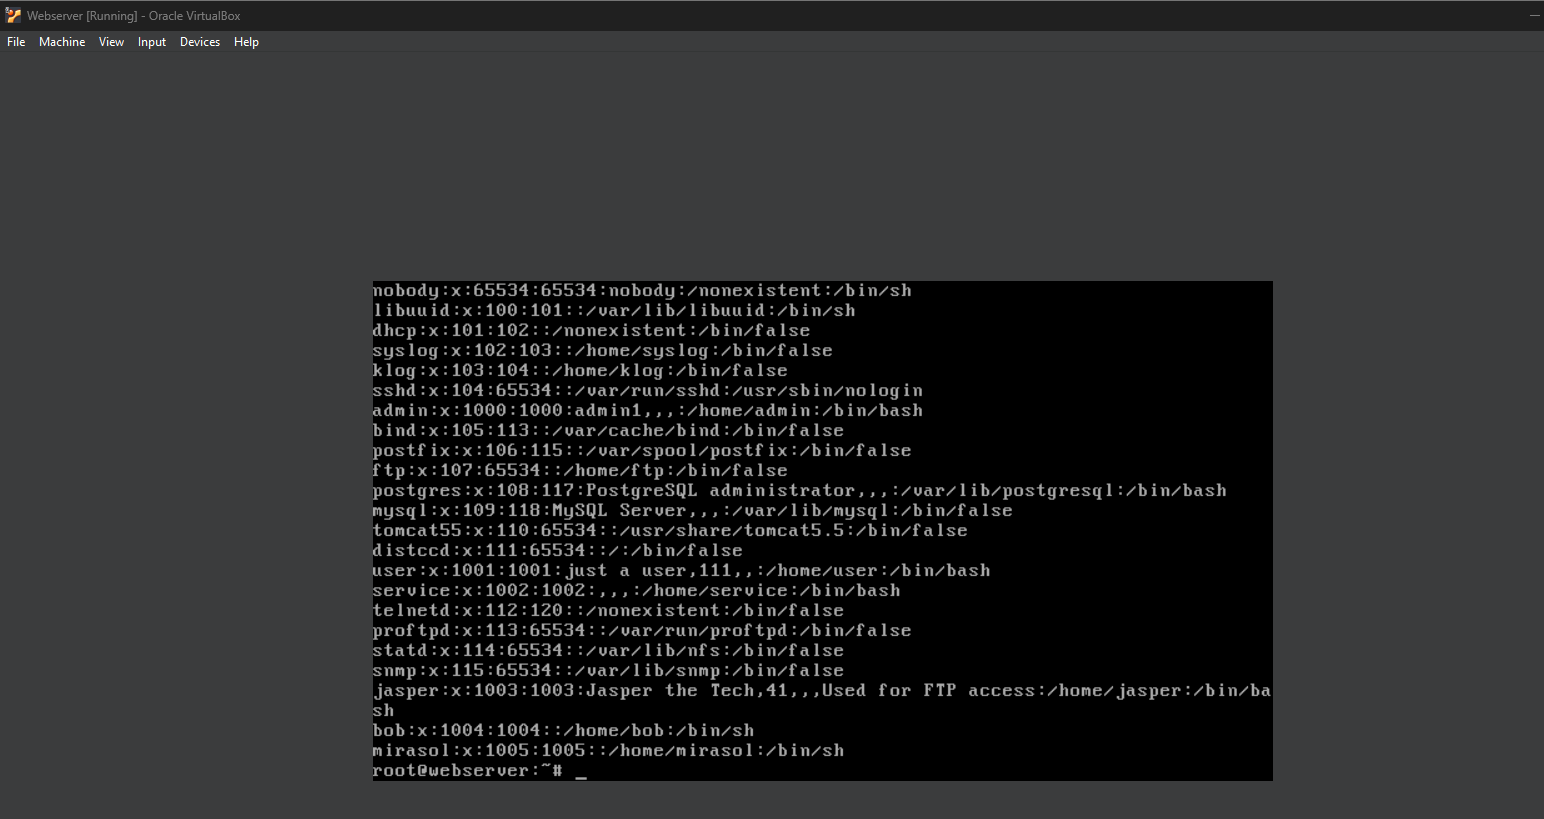 Webserver [Running] - Oracle VirtualBox
File Machine View Input Devices Help
nobody:x:65534:65534:nobody:/nonexistent:/bin/sh
libuuid:x:100:101::/var/lib/libuuid:/bin/sh
dhcp:x:101:102::/nonexistent:/bin/false
syslog:x:102:103::/home/syslog:/bin/false
klog:x:103:104::/home/klog:/bin/false
sshd:x:104:65534::/var/run/sshd:/usr/sbin/nologin
admin:x:1000:1000:admin1,,,:/home/admin:/bin/bash
bind:x:105:113::/var/cache/bind:/bin/false
postfix:x:106:115::/var/spool/postfix:/bin/false
ftp:x:107:65534::/home/ftp:/bin/false
postgres:x:108:117:PostgreSQL administrator,,,:/var/lib/postgresql:/bin/bash
mysql:x:109:118:MySQL Server,,,:/var/lib/mysql:/bin/false
tomcat55:x:110:65534::/usr/share/tomcat5.5:/bin/false
distccd:x:111:65534::/:/bin/false
user:x:1001:1001:just a user,111,,:/home/user:/bin/bash
service:x:1002:1002:,,,:/home/service:/bin/bash
telnetd:x:112:120::/nonexistent:/bin/false
proftpd:x:113:65534::/var/run/proftpd:/bin/false
statd:x:114:65534::/var/lib/nfs:/bin/false
snmp:x:115:65534::/var/lib/snmp:/bin/false
jasper:x:1003:1003:Jasper the Tech,41,,,Used for FTP access:/home/jasper:/bin/ba
sh
bob:x:1004:1004::/home/bob:/bin/sh
mirasol:x:1005:1005::/home/mirasol:/bin/sh
root@webserver:~# _